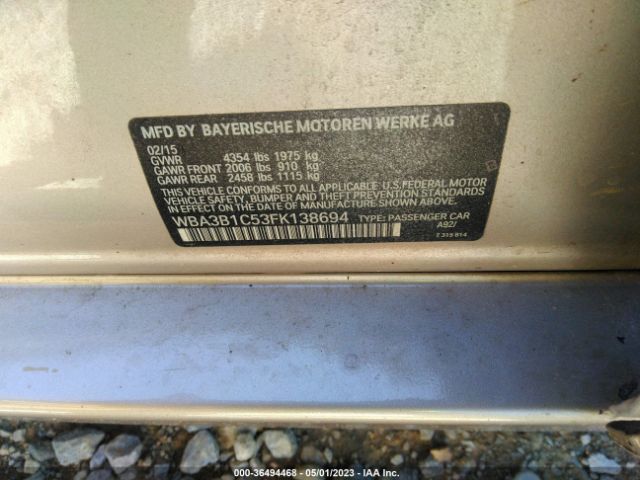 MFD BY BAYERISCHE MOTOREN WERKE AG
02/15
GVWR 4354 lbs 1975 kg
GAWR FRONT 2006 lbs 910 kg
GAWR REAR 2458 lbs 1115 kg
THIS VEHICLE CONFORMS TO ALL APPLICABLE U.S. FEDERAL MOTOR
VEHICLE SAFETY, BUMPER AND THEFT PREVENTION STANDARDS
IN EFFECT ON THE DATE OF MANUFACTURE SHOWN ABOVE.
WBA3B1C53FK138694 TYPE: PASSENGER CAR
A92/
7 315 814
000-36494468 - 05/01/2023 - IAA Inc.